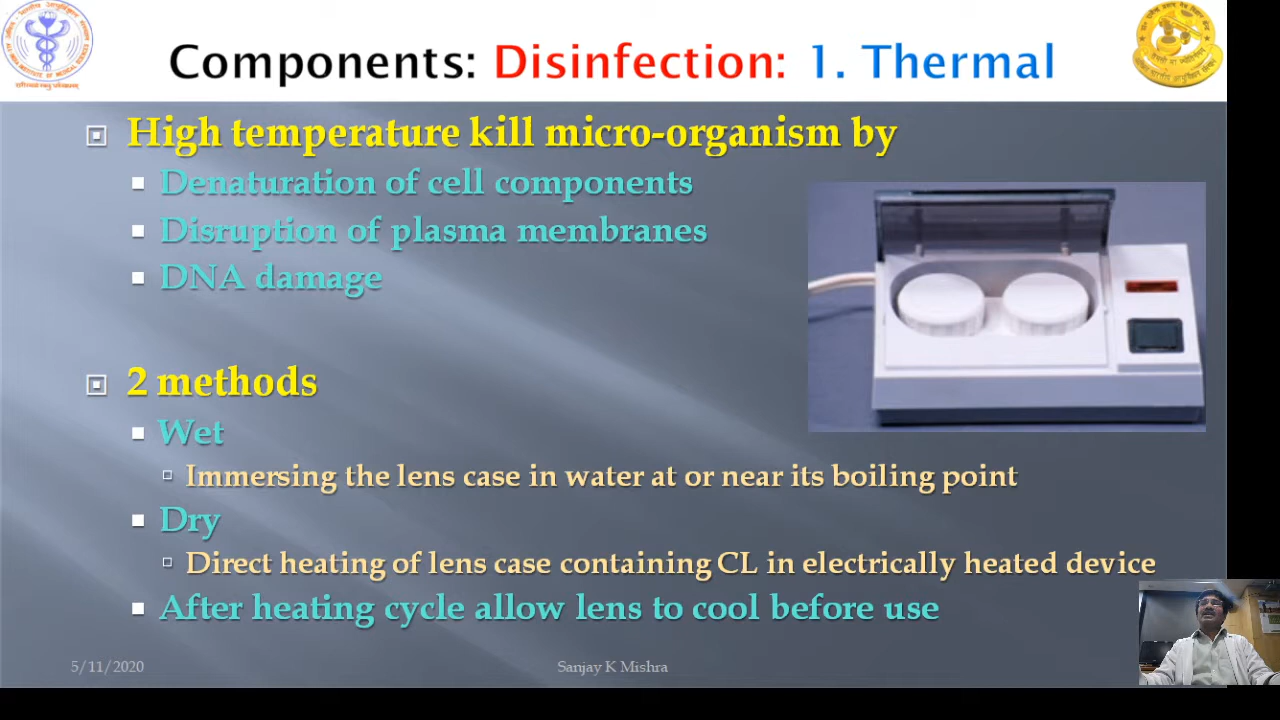 Components: Disinfection: 1. Thermal
High temperature kill micro-organism by
Denaturation of cell components
Disruption of plasma membranes
DNA damage
2 methods
Wet
Immersing the lens case in water at or near its boiling point
Dry
Direct heating of lens case containing CL in electrically heated device
After heating cycle allow lens to cool before use
5/11/2020
Sanjay K Mishra